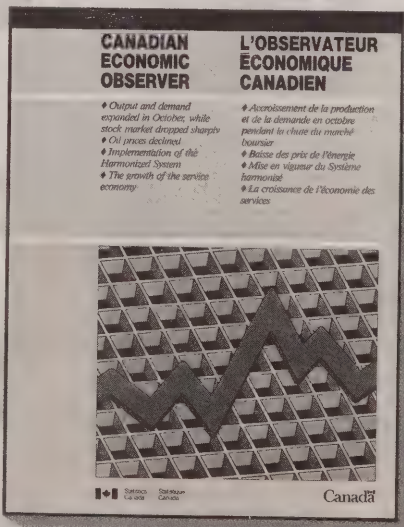 CANADIAN
ECONOMIC
OBSERVER
♦ Output and demand
expanded in October, while
stock market dropped sharply
♦ Oil prices declined
♦ Implementation of the
Harmonized System
♦ The growth of the service
economy
L'OBSERVATEUR
ÉCONOMIQUE
CANADIEN
♦ Accroissement de la production
et de la demande en octobre
pendant la chute du marché
boursier
♦ Baisse des prix de l'énergie
♦ Mise en vigueur du Système
harmonisé
♦ La croissance de l'économie des
services
Statistics Statistique
Canada Canada
Canada